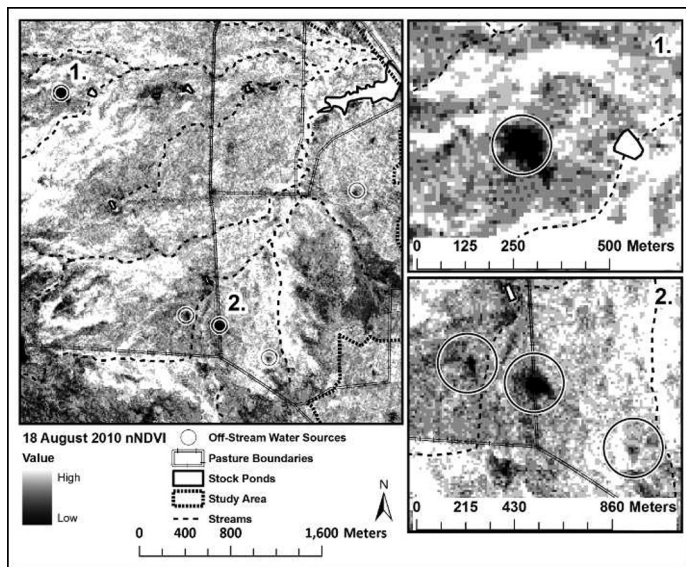 1.
2.
1.
0 125 250 500 Meters
2.
0 215 430 860 Meters
18 August 2010 nNDVI
Value
High
Low
Off-Stream Water Sources
Pasture Boundaries
Stock Ponds
Study Area
Streams
N
0 400 800 1,600 Meters